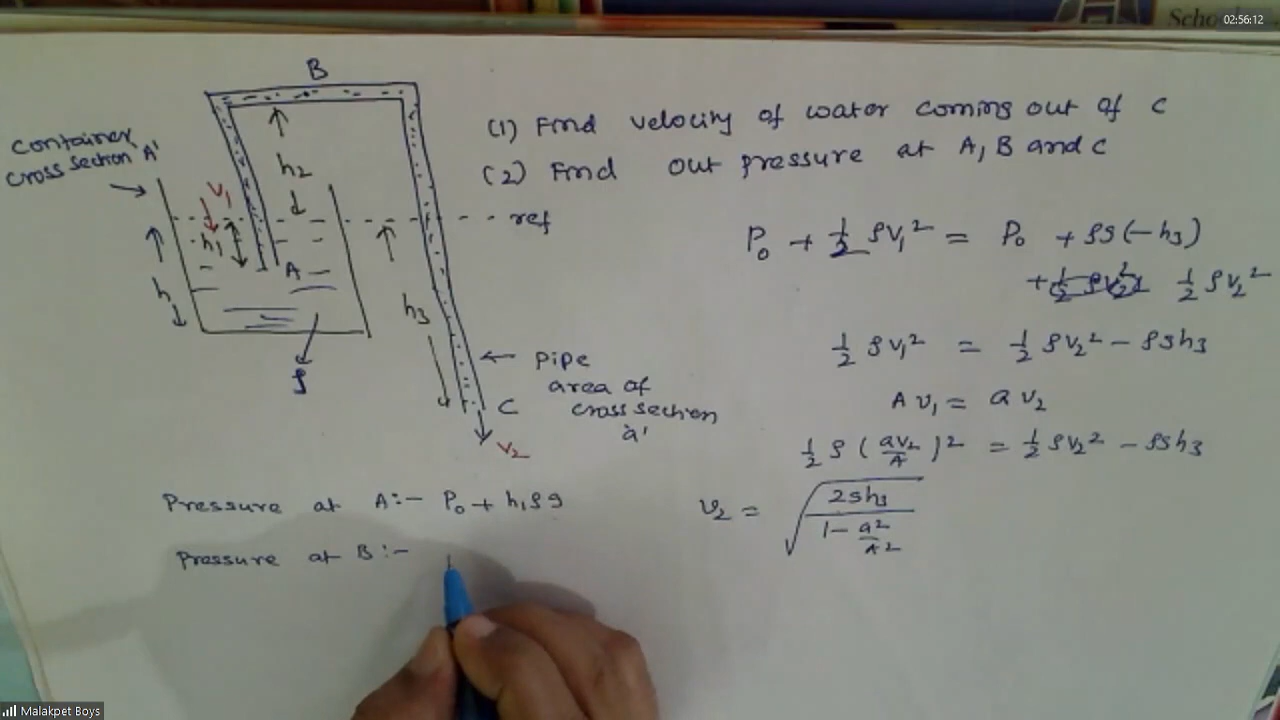 Scho
02:56:12
B
container
cross section A'
(1) Find velocity of water coming out of C
(2) Find out pressure at A, B and C
h2
v1
ref
h1
A
h
h3
ρ
P0 + 1/2 ρv1² = P0 + ρg(-h3)
+ 1/2 ρv2²
1/2 ρv1² = 1/2 ρv2² - ρgh3
Av1 = av2
1/2 ρ (av2/A)² = 1/2 ρv2² - ρgh3
v2 = √(2gh3 / (1 - a²/A²))
pipe
area of
cross section
'a'
C
v2
Pressure at A:- P0 + h1ρg
Pressure at B:-
Malakpet Boys